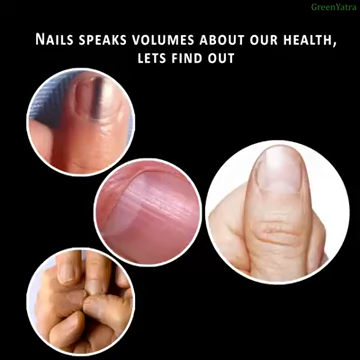 GreenYatra
NAILS SPEAKS VOLUMES ABOUT OUR HEALTH,
LETS FIND OUT